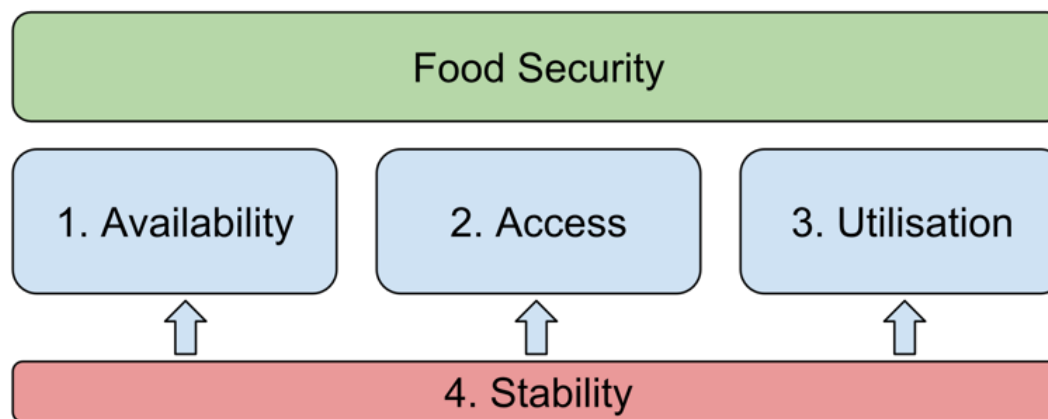 Food Security
1. Availability
2. Access
3. Utilisation
4. Stability